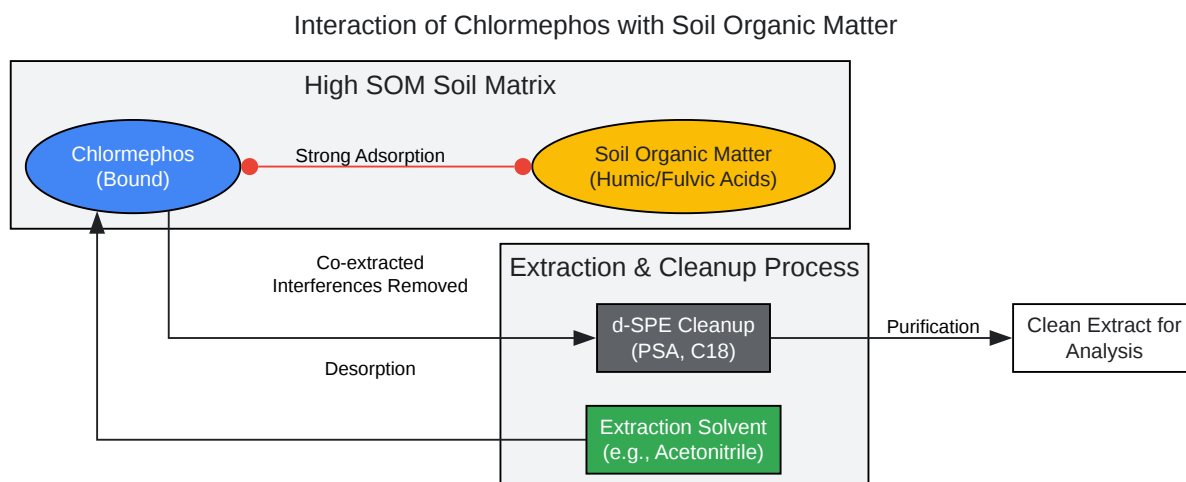 Interaction of Chlormephos with Soil Organic Matter
High SOM Soil Matrix
Chlormephos
(Bound)
Strong Adsorption
Soil Organic Matter
(Humic/Fulvic Acids)
Co-extracted
Interferences Removed
Extraction & Cleanup Process
d-SPE Cleanup
(PSA, C18)
Purification
Clean Extract for
Analysis
Desorption
Extraction Solvent
(e.g., Acetonitrile)